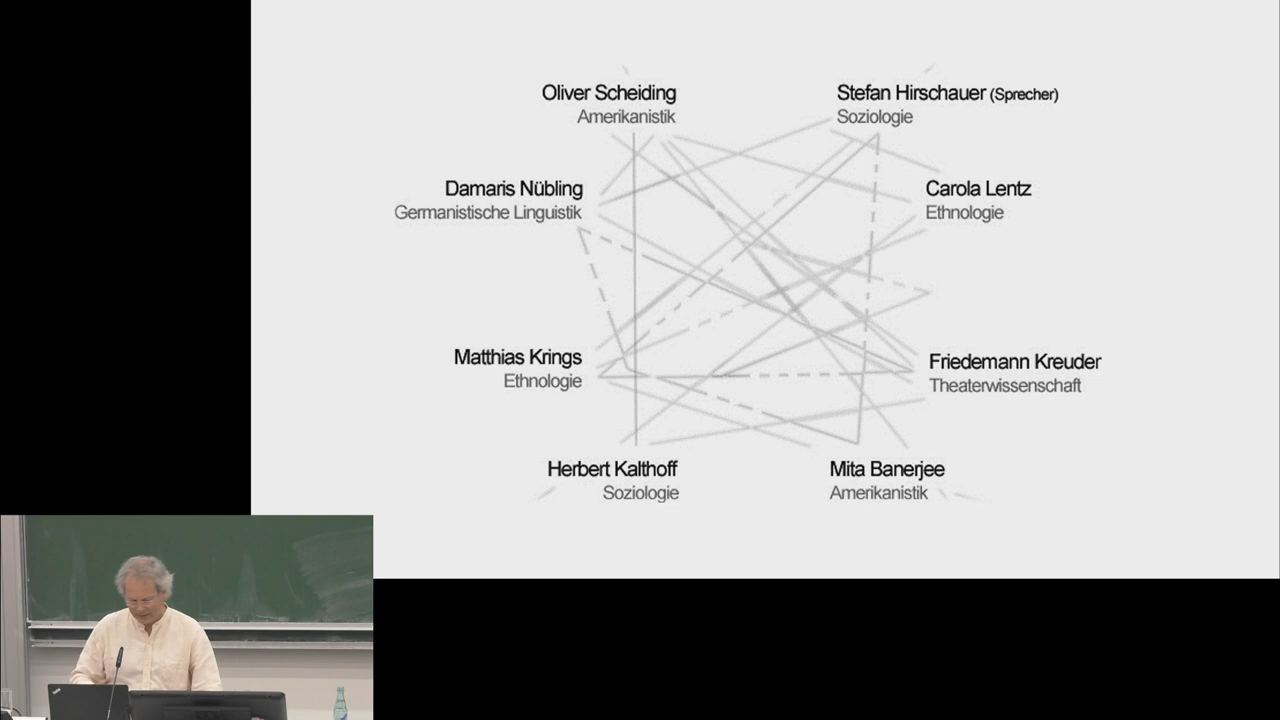 Oliver Scheiding
Amerikanistik
Stefan Hirschauer (Sprecher)
Soziologie
Damaris Nübling
Germanistische Linguistik
Carola Lentz
Ethnologie
Matthias Krings
Ethnologie
Friedemann Kreuder
Theaterwissenschaft
Herbert Kalthoff
Soziologie
Mita Banerjee
Amerikanistik